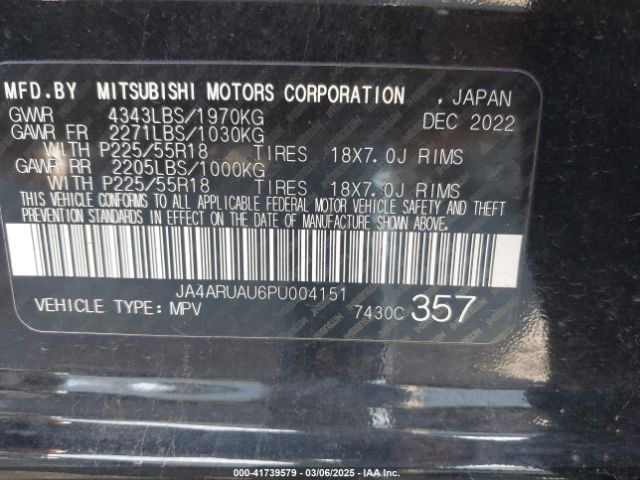 MFD.BY MITSUBISHI MOTORS CORPORATION , JAPAN
GVWR 4343LBS/1970KG DEC 2022
GAWR FR 2271LBS/1030KG
WITH P225/55R18 TIRES 18X7.0J RIMS
GAWR RR 2205LBS/1000KG
WITH P225/55R18 TIRES 18X7.0J RIMS
THIS VEHICLE CONFORMS TO ALL APPLICABLE FEDERAL MOTOR VEHICLE SAFETY AND THEFT
PREVENTION STANDARDS IN EFFECT ON THE DATE OF MANUFACTURE SHOWN ABOVE.
JA4ARUAU6PU004151
VEHICLE TYPE:MPV 7430C 357
000-41739579 - 03/06/2025 - IAA Inc.